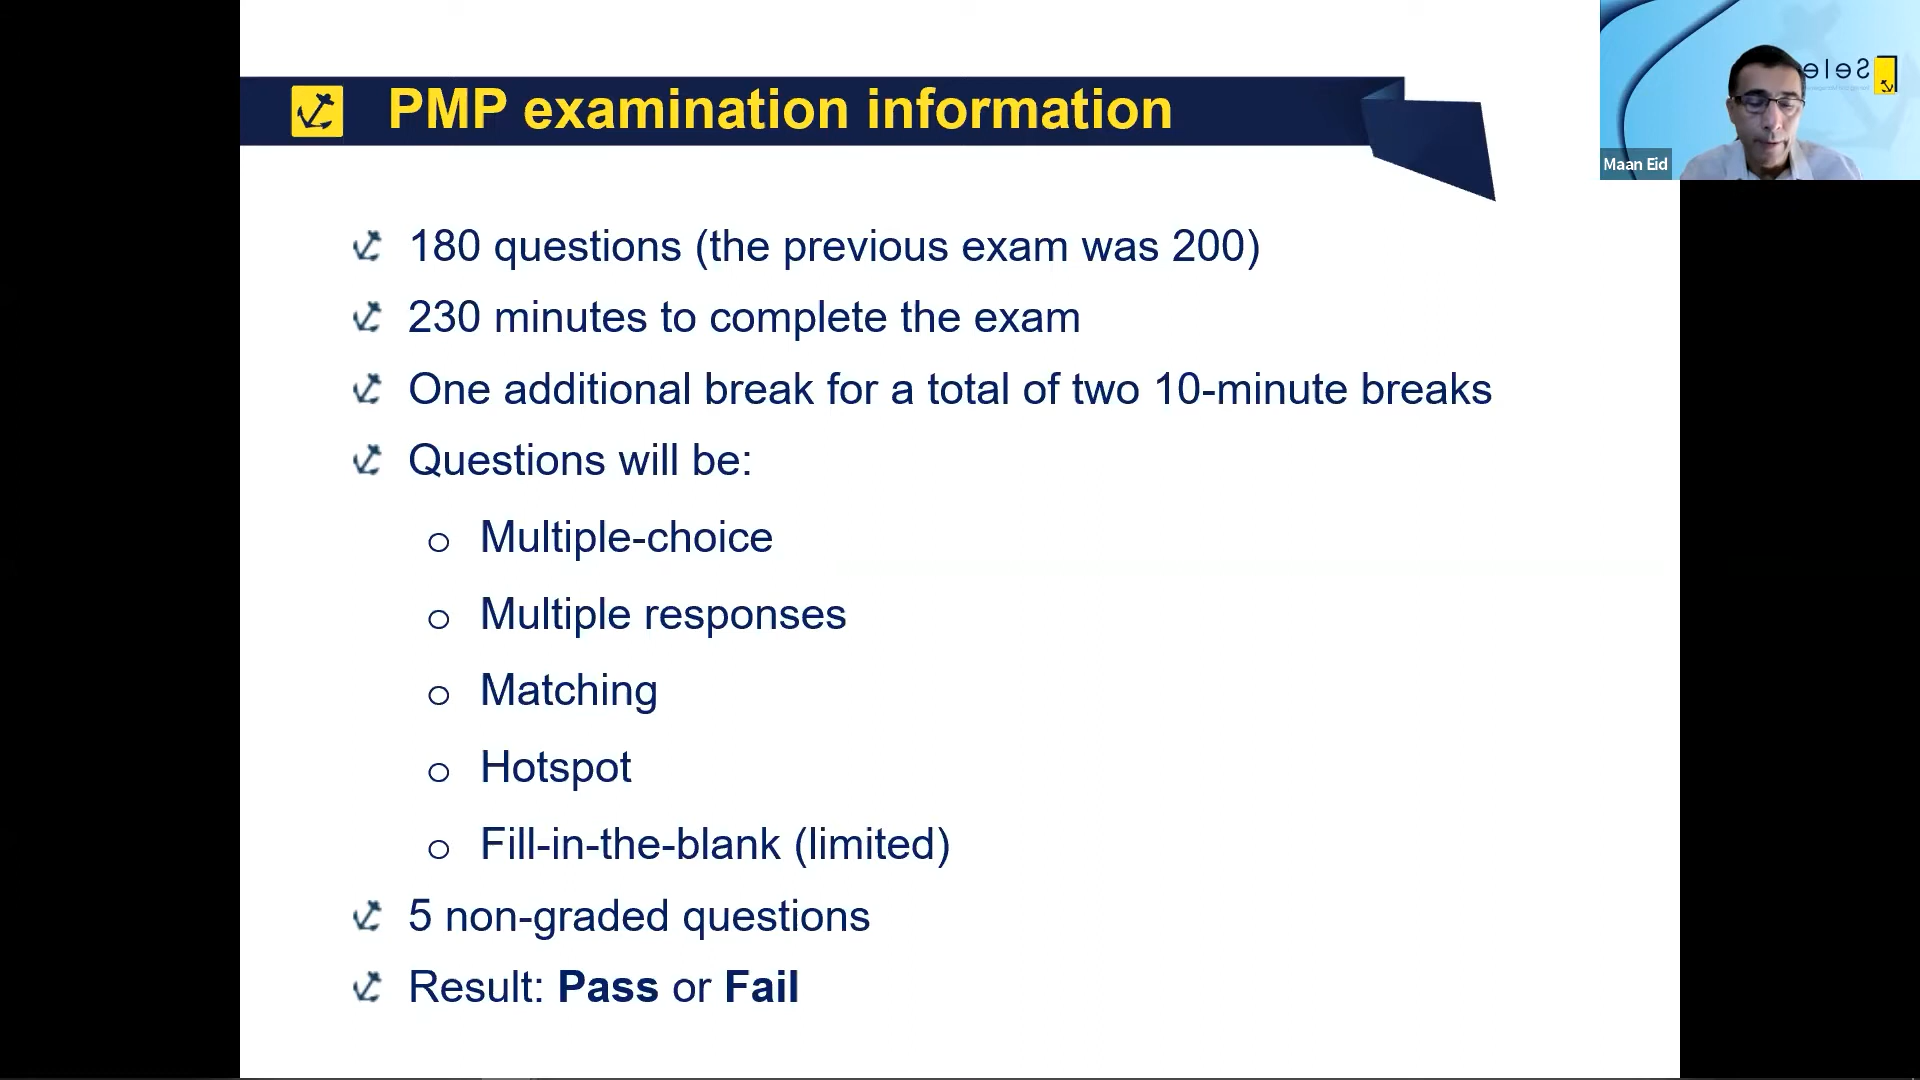 PMP examination information
180 questions (the previous exam was 200)
230 minutes to complete the exam
One additional break for a total of two 10-minute breaks
Questions will be:
o Multiple-choice
o Multiple responses
o Matching
o Hotspot
o Fill-in-the-blank (limited)
5 non-graded questions
Result: Pass or Fail
Maan Eid